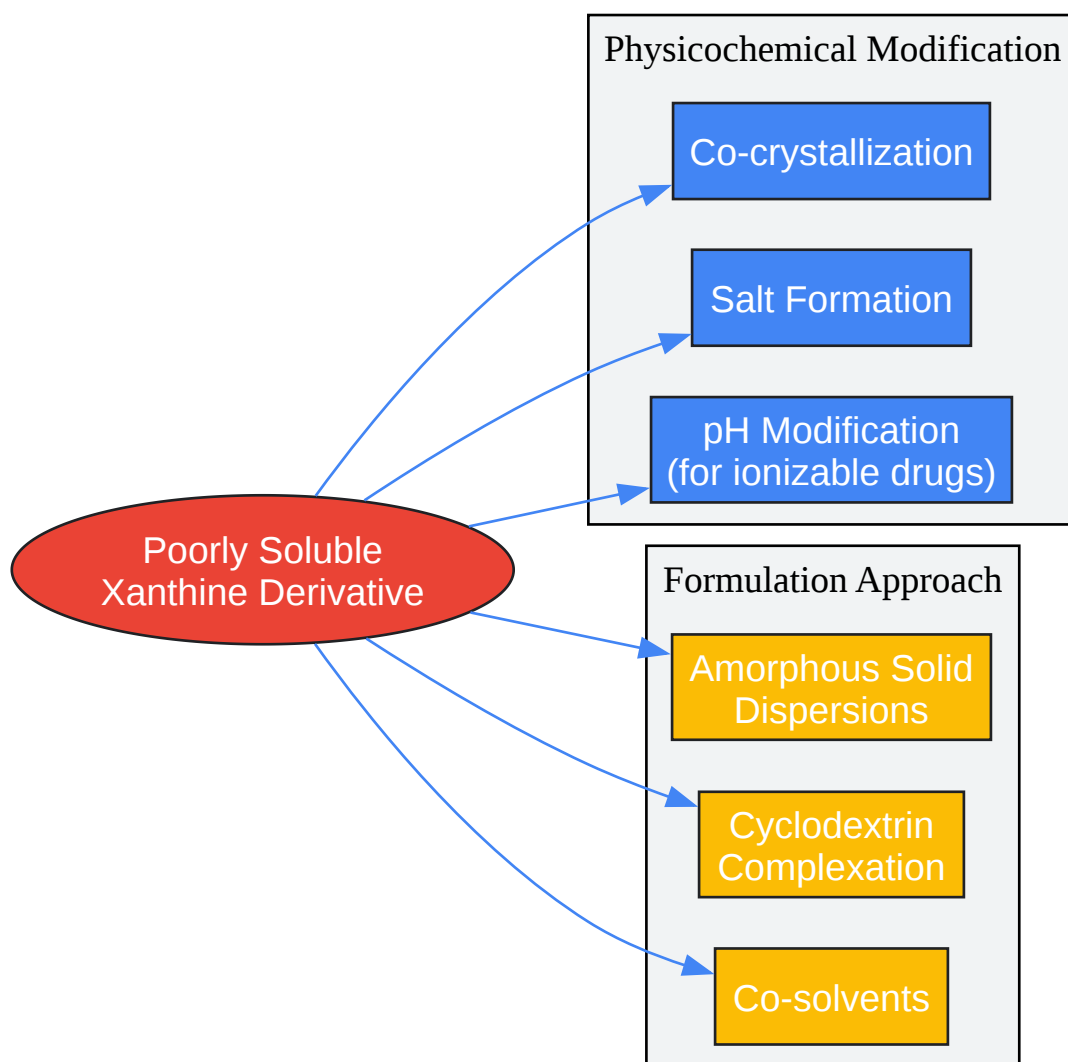 Physicochemical Modification
Co-crystallization
Salt Formation
pH Modification
(for ionizable drugs)
Poorly Soluble
Xanthine Derivative
Formulation Approach
Amorphous Solid
Dispersions
Cyclodextrin
Complexation
Co-solvents